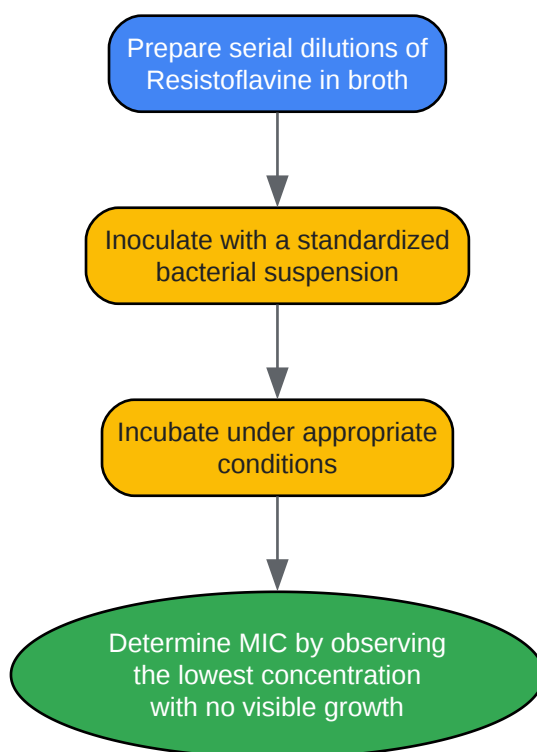 Prepare serial dilutions of
Resistoflavine in broth
Inoculate with a standardized
bacterial suspension
Incubate under appropriate
conditions
Determine MIC by observing
the lowest concentration
with no visible growth